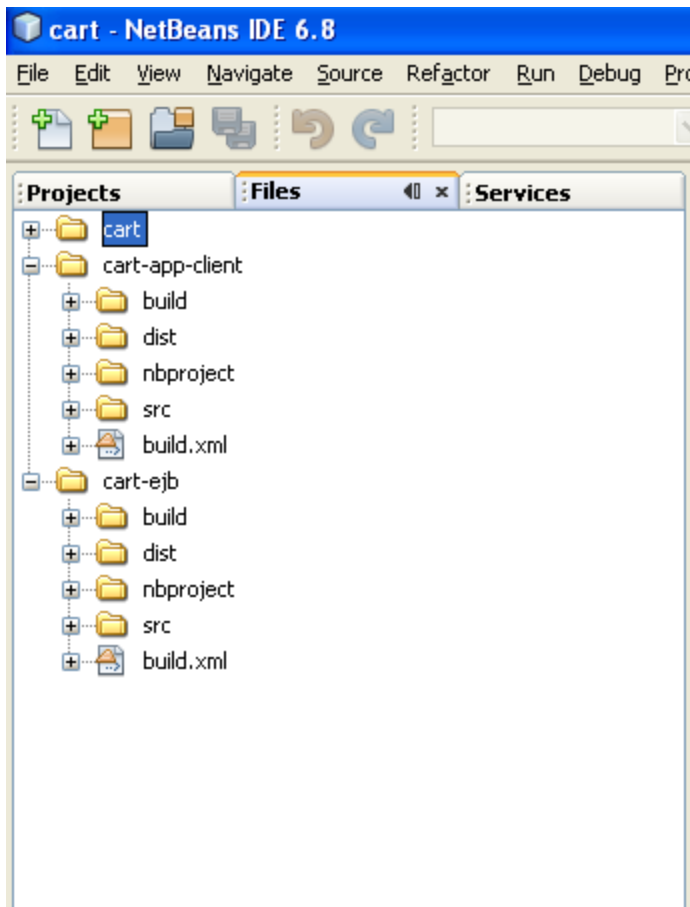 cart - NetBeans IDE 6.8
File Edit View Navigate Source Refactor Run Debug
Projects Files Services
cart
cart-app-client
build
dist
nbproject
src
build.xml
cart-ejb
build
dist
nbproject
src
build.xml